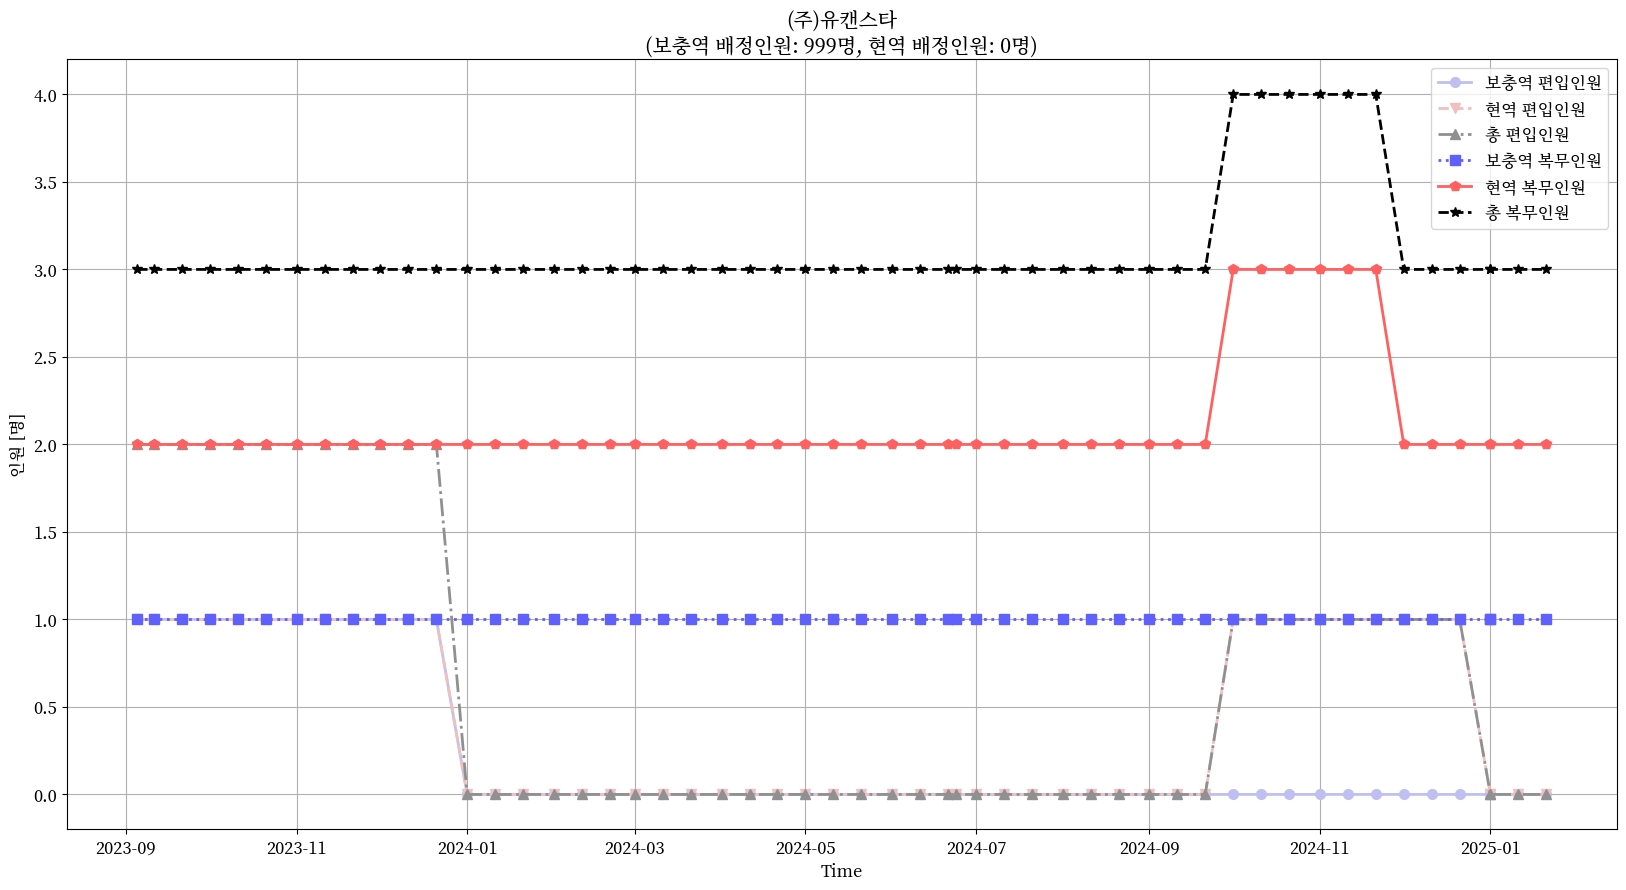 (주)유캔스타
(보충역 배정인원: 999명, 현역 배정인원: 0명)
보충역 편입인원
현역 편입인원
총 편입인원
보충역 복무인원
현역 복무인원
총 복무인원
인원 [명]
4.0
3.5
3.0
2.5
2.0
1.5
1.0
0.5
0.0
2023-09 2023-11 2024-01 2024-03 2024-05 2024-07 2024-09 2024-11 2025-01
Time